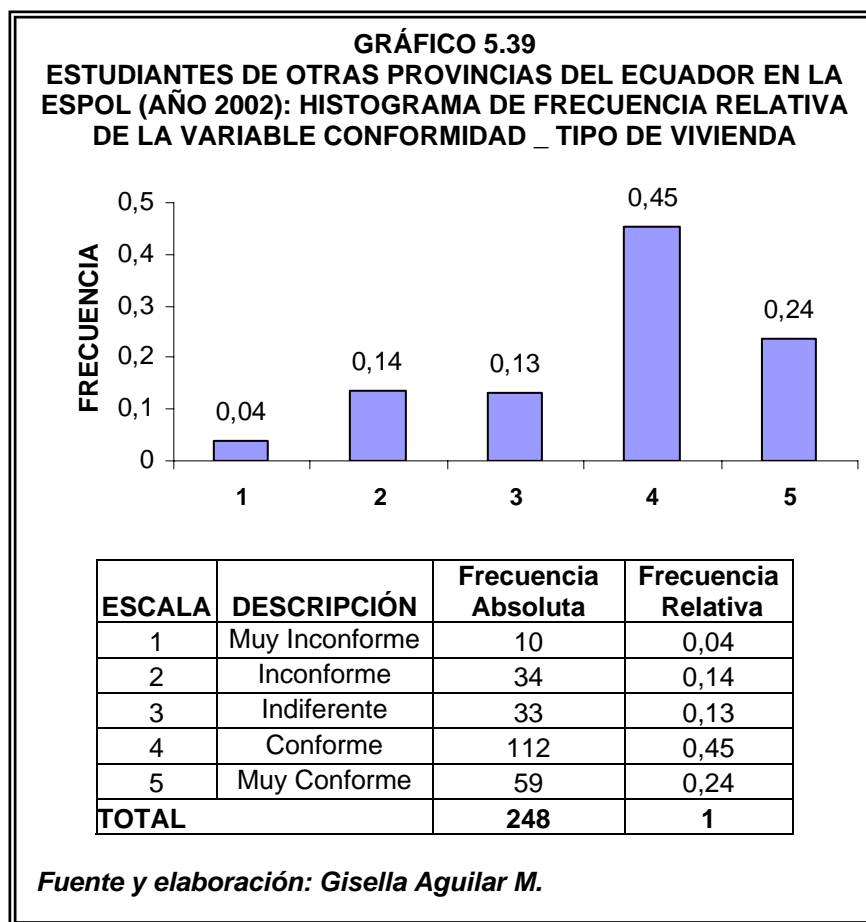 GRÁFICO 5.39
ESTUDIANTES DE OTRAS PROVINCIAS DEL ECUADOR EN LA
ESPOL (AÑO 2002): HISTOGRAMA DE FRECUENCIA RELATIVA
DE LA VARIABLE CONFORMIDAD _ TIPO DE VIVIENDA
FRECUENCIA
0,5
0,4
0,3
0,2
0,1
0
0,04
0,14
0,13
0,45
0,24
1 2 3 4 5
ESCALA DESCRIPCIÓN Frecuencia Absoluta Frecuencia Relativa
1 Muy Inconforme 10 0,04
2 Inconforme 34 0,14
3 Indiferente 33 0,13
4 Conforme 112 0,45
5 Muy Conforme 59 0,24
TOTAL 248 1
Fuente y elaboración: Gisella Aguilar M.